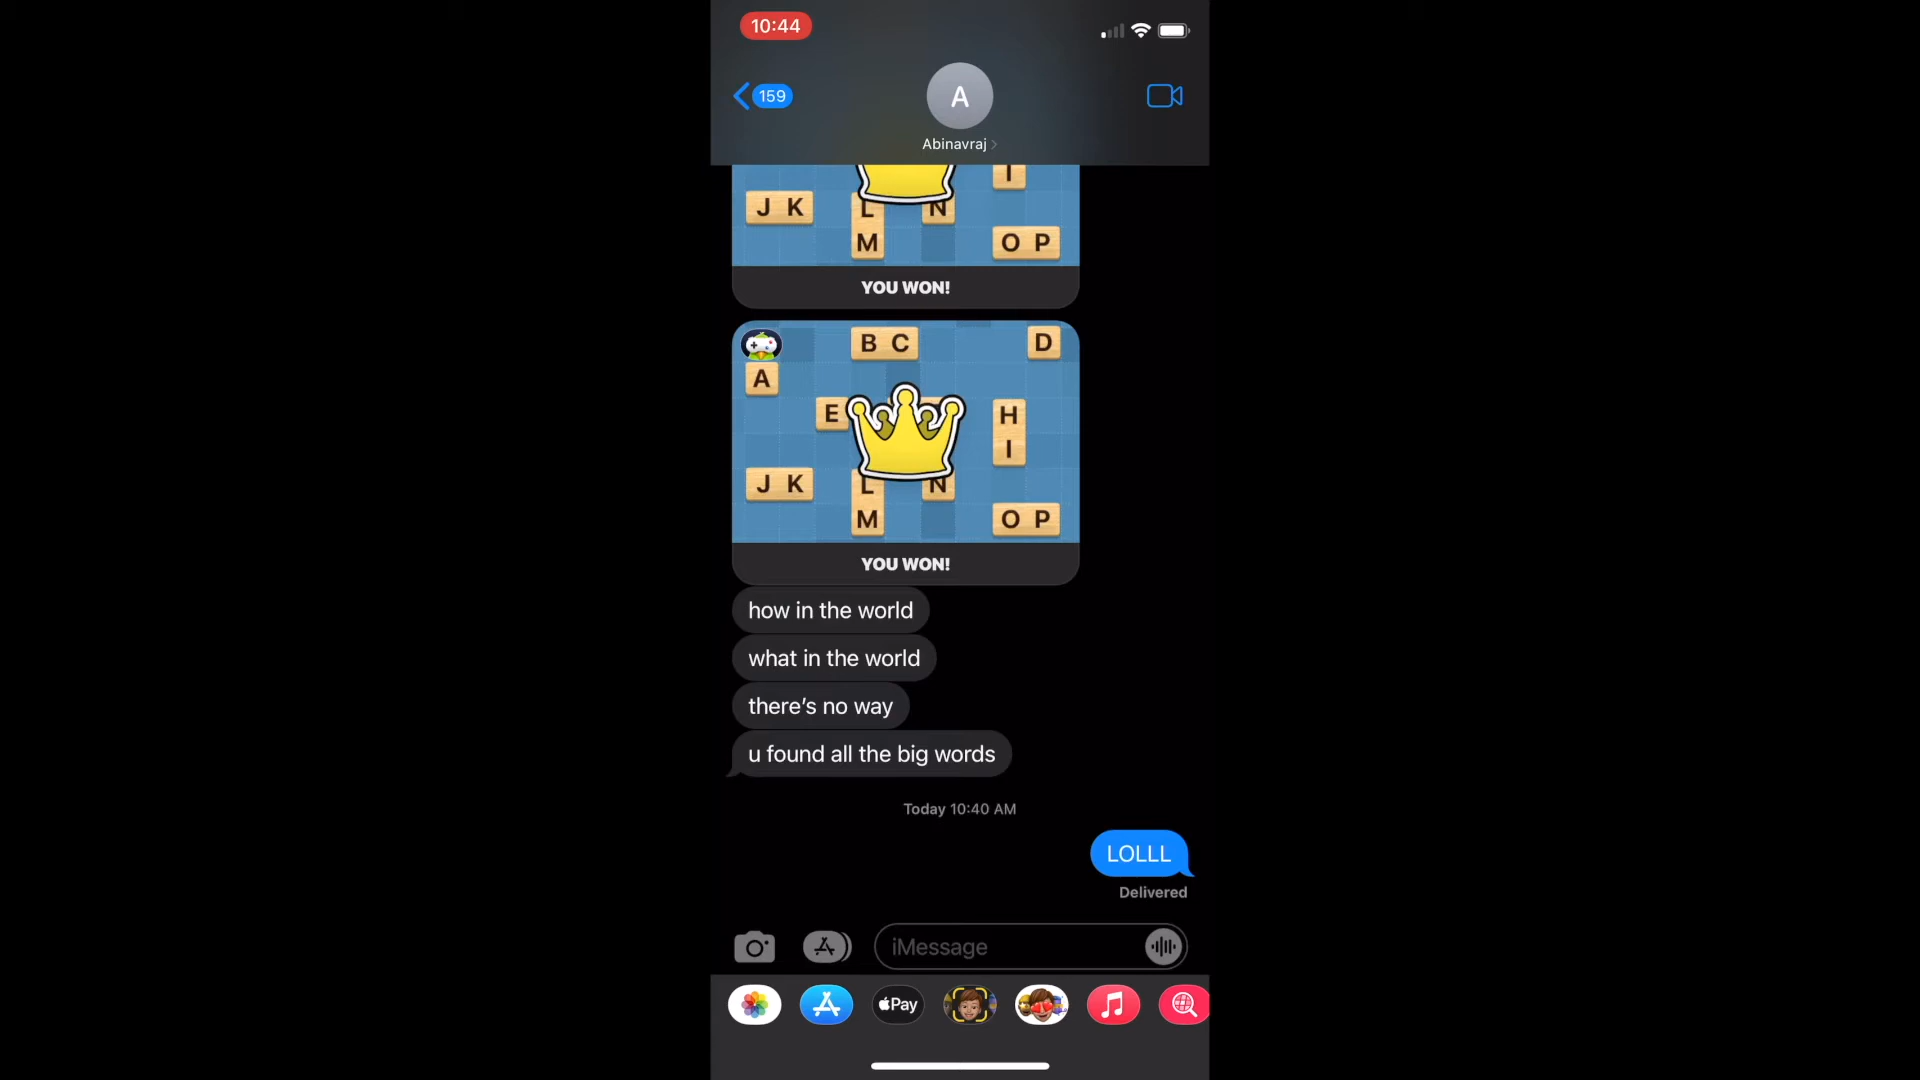 10:44
159
A
Abinavraj
I
J K L N
M O P
YOU WON!
B C D
A
E H
I
J K L N
M O P
YOU WON!
how in the world
what in the world
there’s no way
u found all the big words
Today 10:40 AM
LOLLL
Delivered
iMessage
Pay